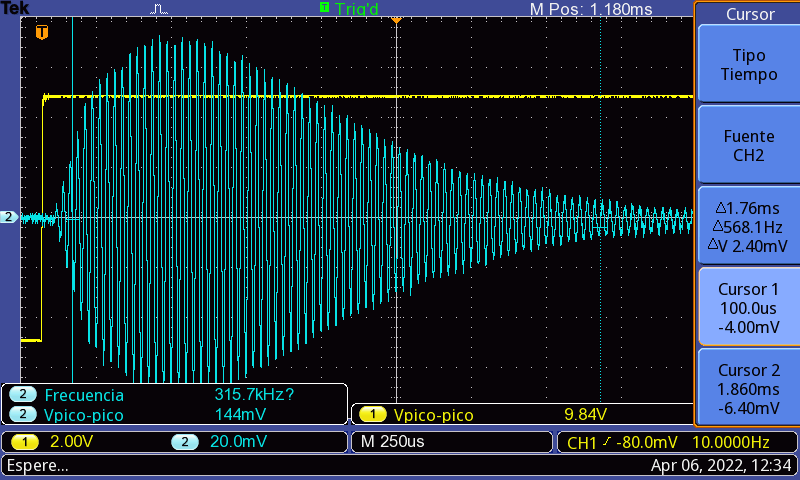 Tek
T Trig'd
M Pos: 1.180ms
Cursor
T
Tipo
Tiempo
Fuente
CH2
△1.76ms
△568.1Hz
△V 2.40mV
2
Cursor 1
100.0us
-4.00mV
Cursor 2
1.860ms
-6.40mV
2 Frecuencia 315.7kHz?
2 Vpico-pico 144mV
1 Vpico-pico 9.84V
1 2.00V
2 20.0mV
M 250us
CH1 -80.0mV 10.0000Hz
Espere...
Apr 06, 2022, 12:34